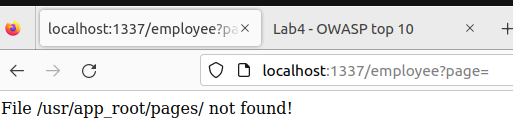 localhost:1337/employee?pa
Lab4 - OWASP top 10
localhost:1337/employee?page=
File /usr/app_root/pages/ not found!